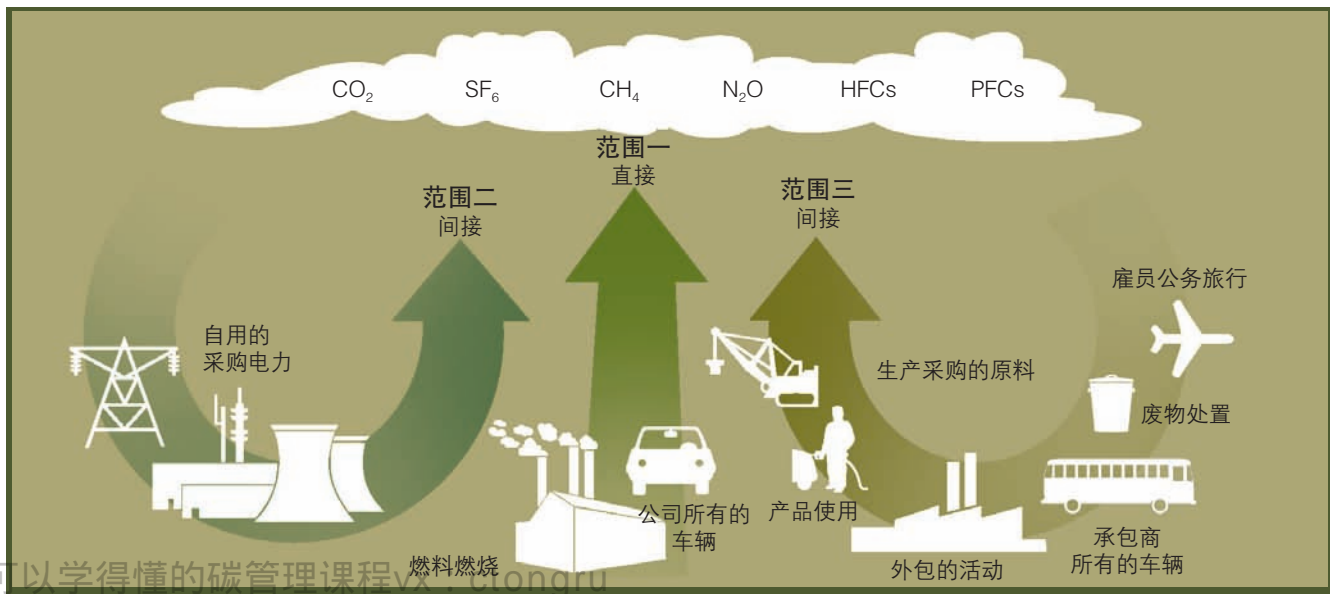 CO₂ SF₆ CH₄ N₂O HFCs PFCs
范围一
直接
范围二
间接
范围三
间接
自用的
采购电力
燃料燃烧
公司所有的
车辆
生产采购的原料
产品使用
外包的活动
雇员公务旅行
废物处置
承包商
所有的车辆
可以学得懂的碳管理课程vx：ctongru